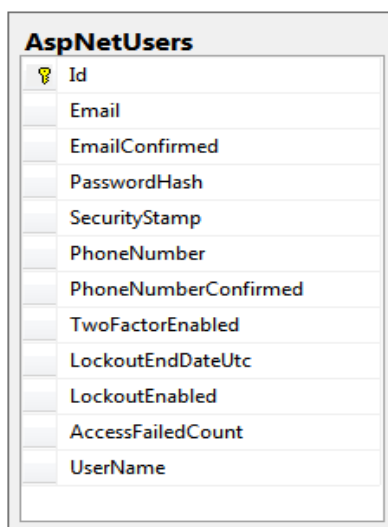 AspNetUsers
Id
Email
EmailConfirmed
PasswordHash
SecurityStamp
PhoneNumber
PhoneNumberConfirmed
TwoFactorEnabled
LockoutEndDateUtc
LockoutEnabled
AccessFailedCount
UserName